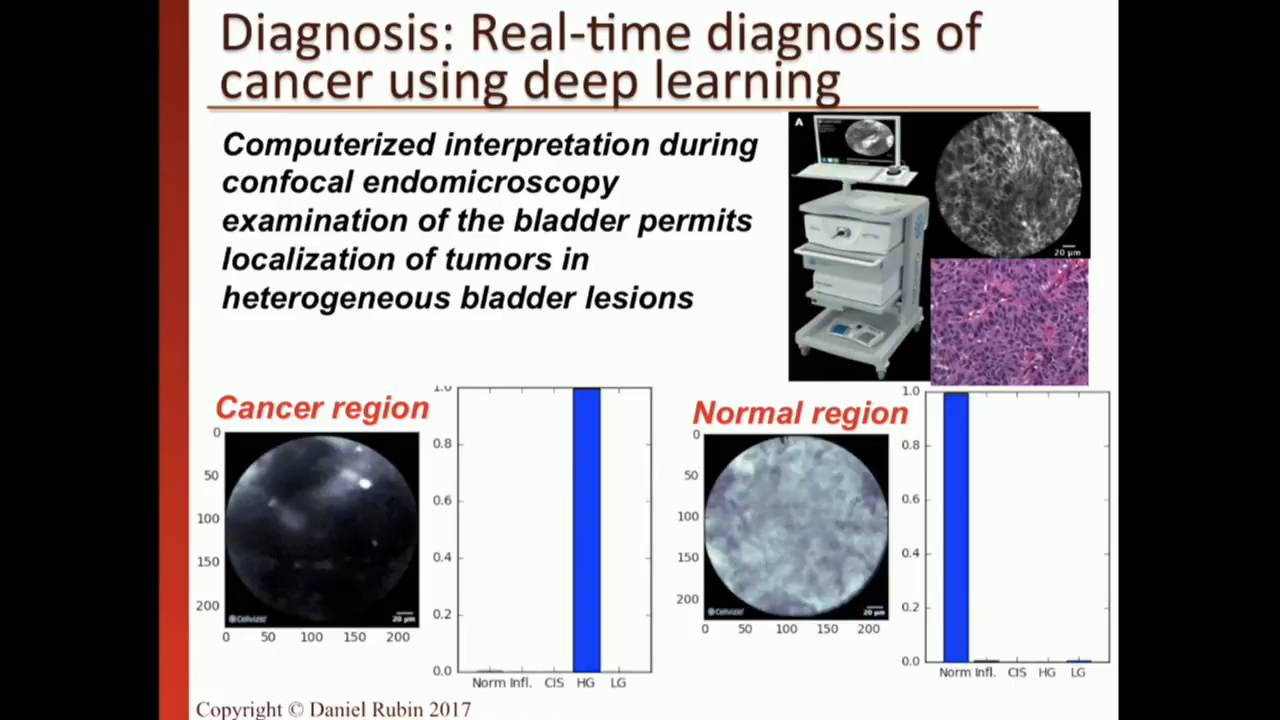 Diagnosis: Real-time diagnosis of
cancer using deep learning
Computerized interpretation during
confocal endomicroscopy
examination of the bladder permits
localization of tumors in
heterogeneous bladder lesions
A
20 µm
Cancer region
0
50
100
150
200
0 50 100 150 200
Cellvizio
20 µm
1.0
0.8
0.6
0.4
0.2
0.0
Norm Infl. CIS HG LG
Normal region
0
50
100
150
200
0 50 100 150 200
Cellvizio
20 µm
1.0
0.8
0.6
0.4
0.2
0.0
Norm Infl. CIS HG LG
Copyright © Daniel Rubin 2017